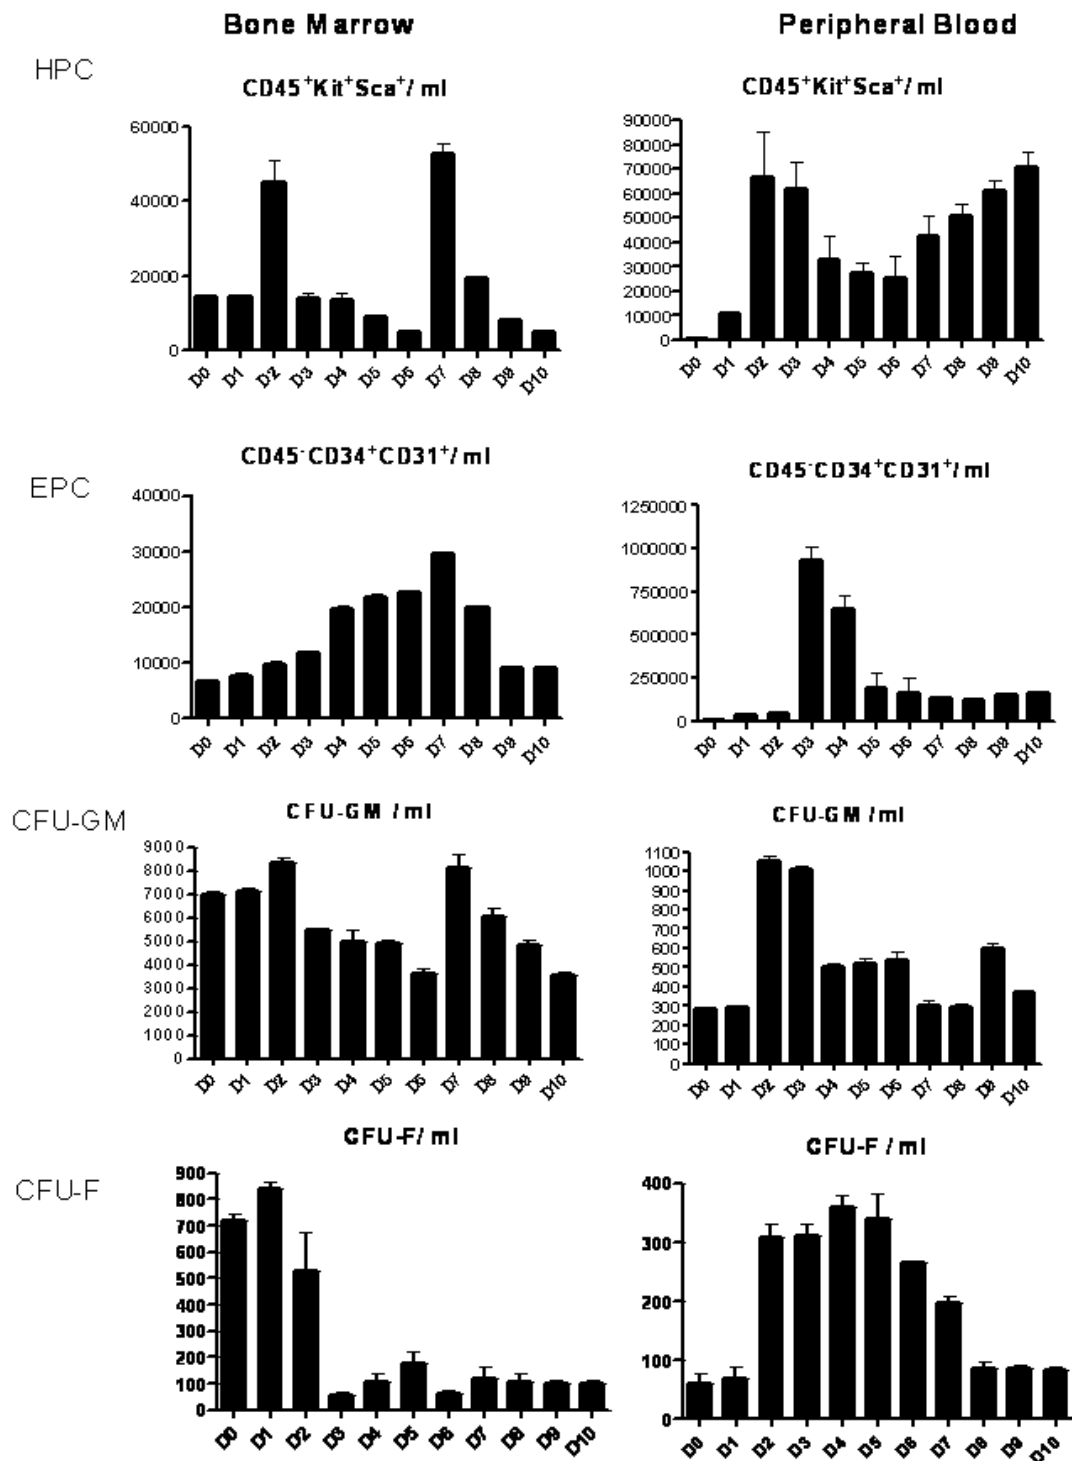 Bone Marrow
Peripheral Blood
HPC
CD45⁺Kit⁺Sca⁺/ ml
60000
40000
20000
0
D0 D1 D2 D3 D4 D5 D6 D7 D8 D9 D10
CD45⁺Kit⁺Sca⁺/ ml
90000
80000
70000
60000
50000
40000
30000
20000
10000
0
D0 D1 D2 D3 D4 D5 D6 D7 D8 D9 D10
EPC
CD45⁻CD34⁺CD31⁺/ ml
40000
30000
20000
10000
0
D0 D1 D2 D3 D4 D5 D6 D7 D8 D9 D10
CD45⁻CD34⁺CD31⁺/ ml
1250000
1000000
750000
500000
250000
0
D0 D1 D2 D3 D4 D5 D6 D7 D8 D9 D10
CFU-GM
CFU-GM /ml
9000
8000
7000
6000
5000
4000
3000
2000
1000
0
D0 D1 D2 D3 D4 D5 D6 D7 D8 D9 D10
CFU-GM /ml
1100
1000
900
800
700
600
500
400
300
200
100
0
D0 D1 D2 D3 D4 D5 D6 D7 D8 D9 D10
CFU-F
CFU-F/ ml
900
800
700
600
500
400
300
200
100
0
D0 D1 D2 D3 D4 D5 D6 D7 D8 D9 D10
CFU-F / ml
400
300
200
100
0
D0 D1 D2 D3 D4 D5 D6 D7 D8 D9 D10